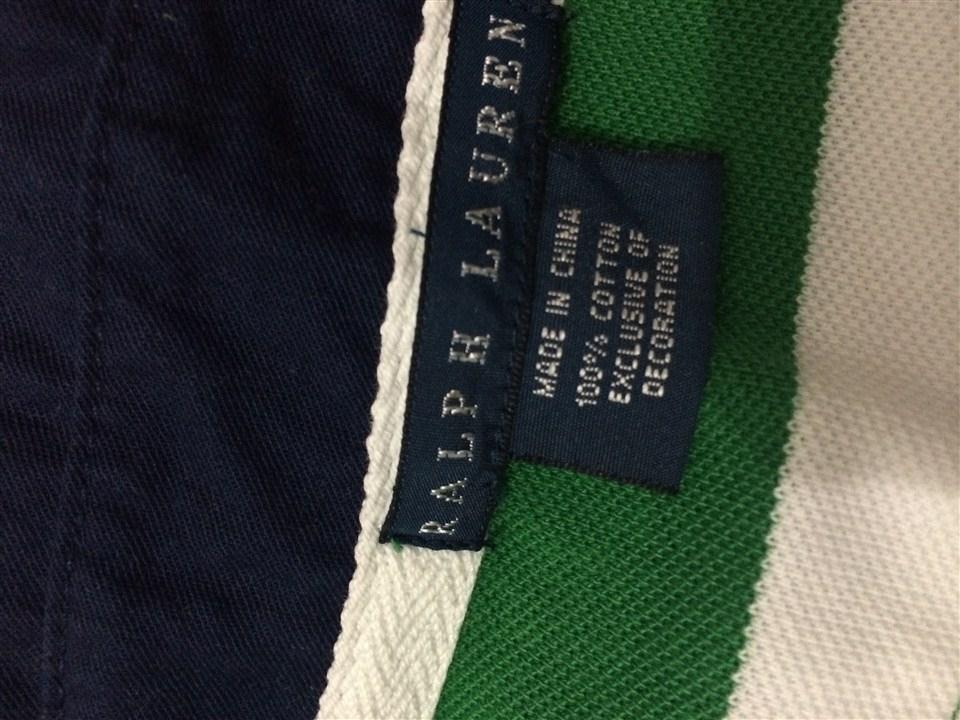 RALPH LAUREN
MADE IN CHINA
100% COTTON
EXCLUSIVE OF
DECORATION